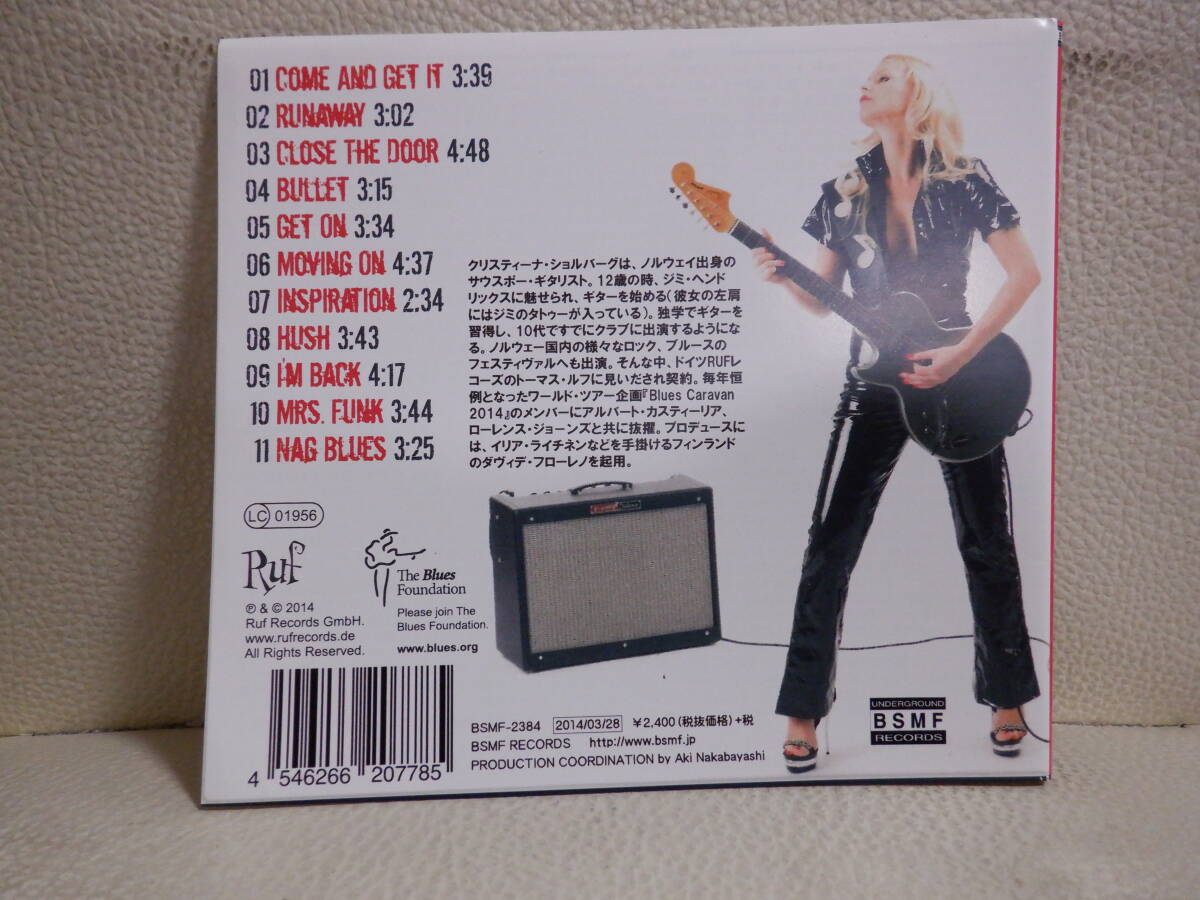 01 COME AND GET IT 3:39
02 RUNAWAY 3:02
03 CLOSE THE DOOR 4:48
04 BULLET 3:15
05 GET ON 3:34
06 MOVING ON 4:37
07 INSPIRATION 2:34
08 HUSH 3:43
09 I'M BACK 4:17
10 MRS. FUNK 3:44
11 NAG BLUES 3:25
クリスティーナ・ショルバーグは、ノルウェイ出身の
サウスポー・ギタリスト。12歳の時、ジミ・ヘンド
リックスに魅せられ、ギターを始める（彼女の左肩
にはジミのタトゥーが入っている）。独学でギターを
習得し、10代ですでにクラブに出演するようにな
る。ノルウェー国内の様々なロック、ブルースの
フェスティヴァルへも出演。そんな中、ドイツRUFレ
コーズのトーマス・ルフに見いだされ契約。毎年恒
例となったワールド・ツアー企画『Blues Caravan
2014』のメンバーにアルバート・カスティーリア、
ローレンス・ジョーンズと共に抜擢。プロデュースに
は、イリア・ライチネンなどを手掛けるフィンランド
のダヴィデ・フローレノを起用。
LC 01956
Ruf
The Blues
Foundation
℗ & © 2014
Ruf Records GmbH.
www.rufrecords.de
All Rights Reserved.
Please join The
Blues Foundation.
www.blues.org
4 546266 207785
BSMF-2384 2014/03/28 ¥2,400(税抜価格)+税
BSMF RECORDS http://www.bsmf.jp
PRODUCTION COORDINATION by Aki Nakabayashi
UNDERGROUND
BSMF
RECORDS